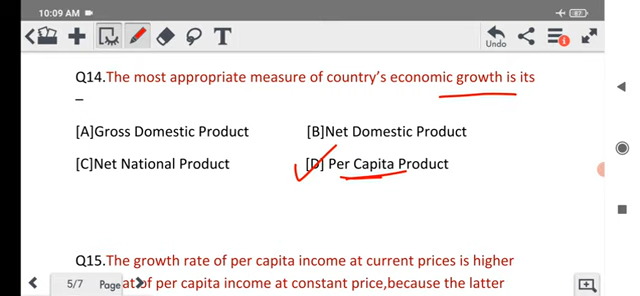 10:09 AM
87
T
Undo
Q14.The most appropriate measure of country's economic growth is its
–
[A]Gross Domestic Product [B]Net Domestic Product
[C]Net National Product [D] Per Capita Product
Q15.The growth rate of per capita income at current prices is higher
at of per capita income at constant price,because the latter
5/7 Page